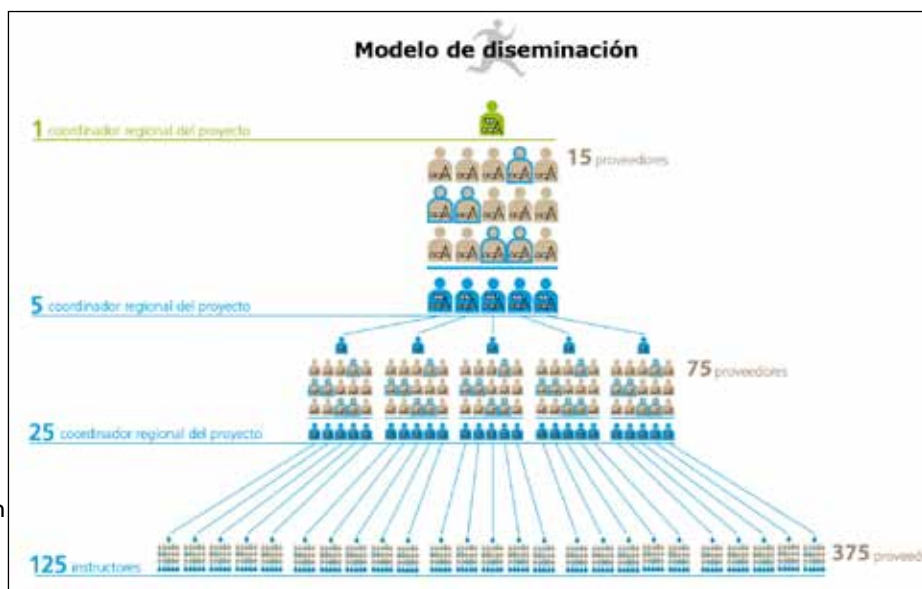 Modelo de diseminación
1 coordinador regional del proyecto
15 proveedores
5 coordinador regional del proyecto
75 proveedores
25 coordinador regional del proyecto
n
125 instructores
375 proveed